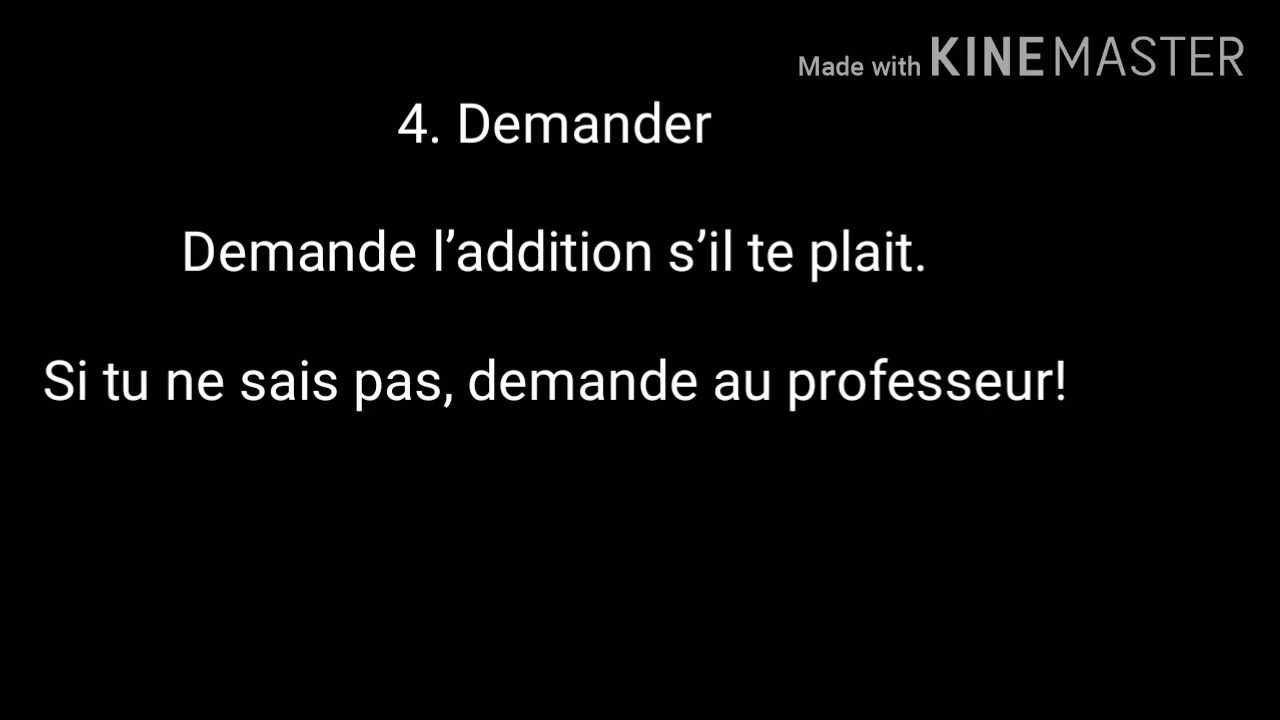 Made with KINEMASTER
4. Demander
Demande l’addition s’il te plait.
Si tu ne sais pas, demande au professeur!